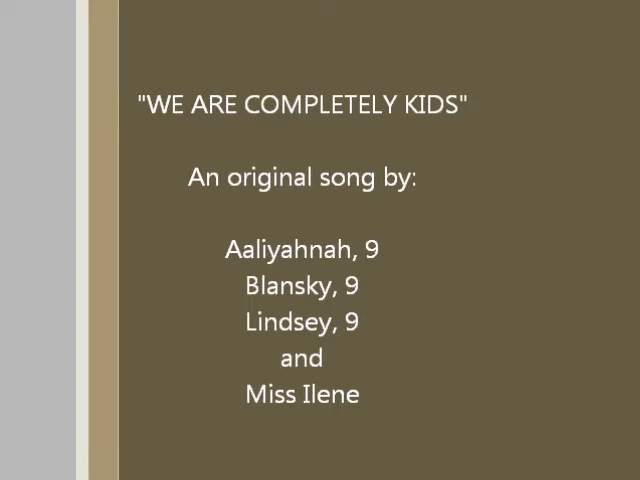 "WE ARE COMPLETELY KIDS"
An original song by:
Aaliyahnah, 9
Blansky, 9
Lindsey, 9
and
Miss Ilene